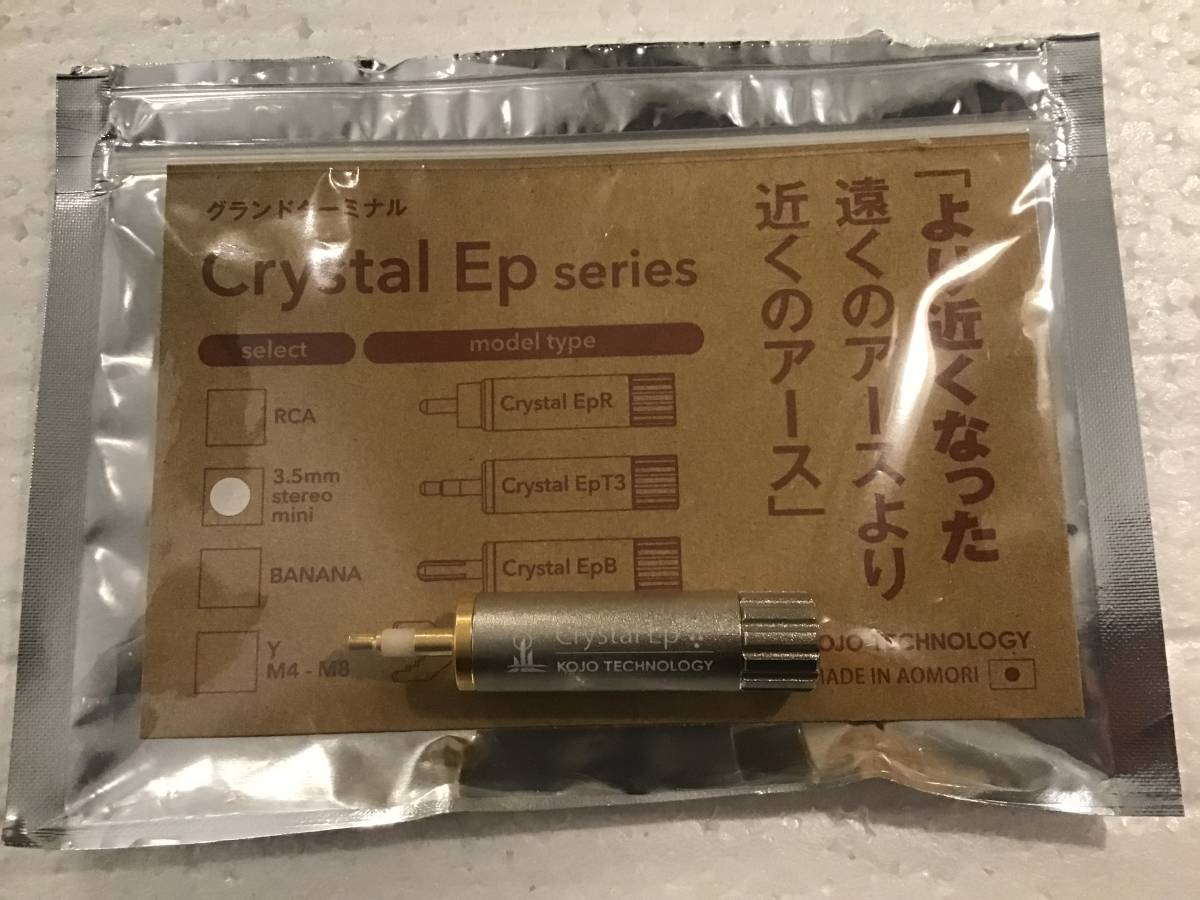 グランドターミナル
Crystal Ep series
select
model type
RCA
Crystal EpR
3.5mm
stereo
mini
Crystal EpT3
BANANA
Crystal EpB
Y
M4 - M8
「より近くなった
遠くのアースより
近くのアース」
KOJO TECHNOLOGY
MADE IN AOMORI
Crystal Ep
KOJO TECHNOLOGY